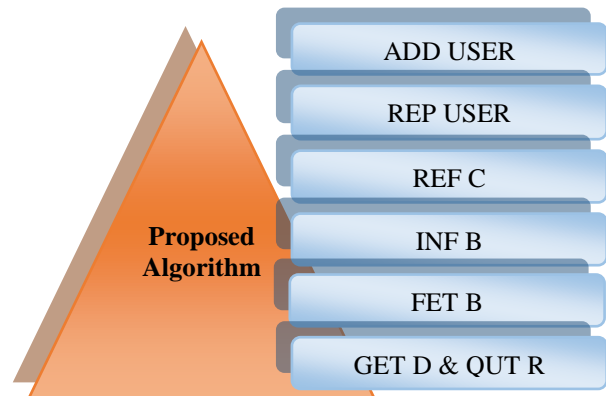 ADD USER
REP USER
REF C
Proposed
Algorithm
INF B
FET B
GET D & QUT R